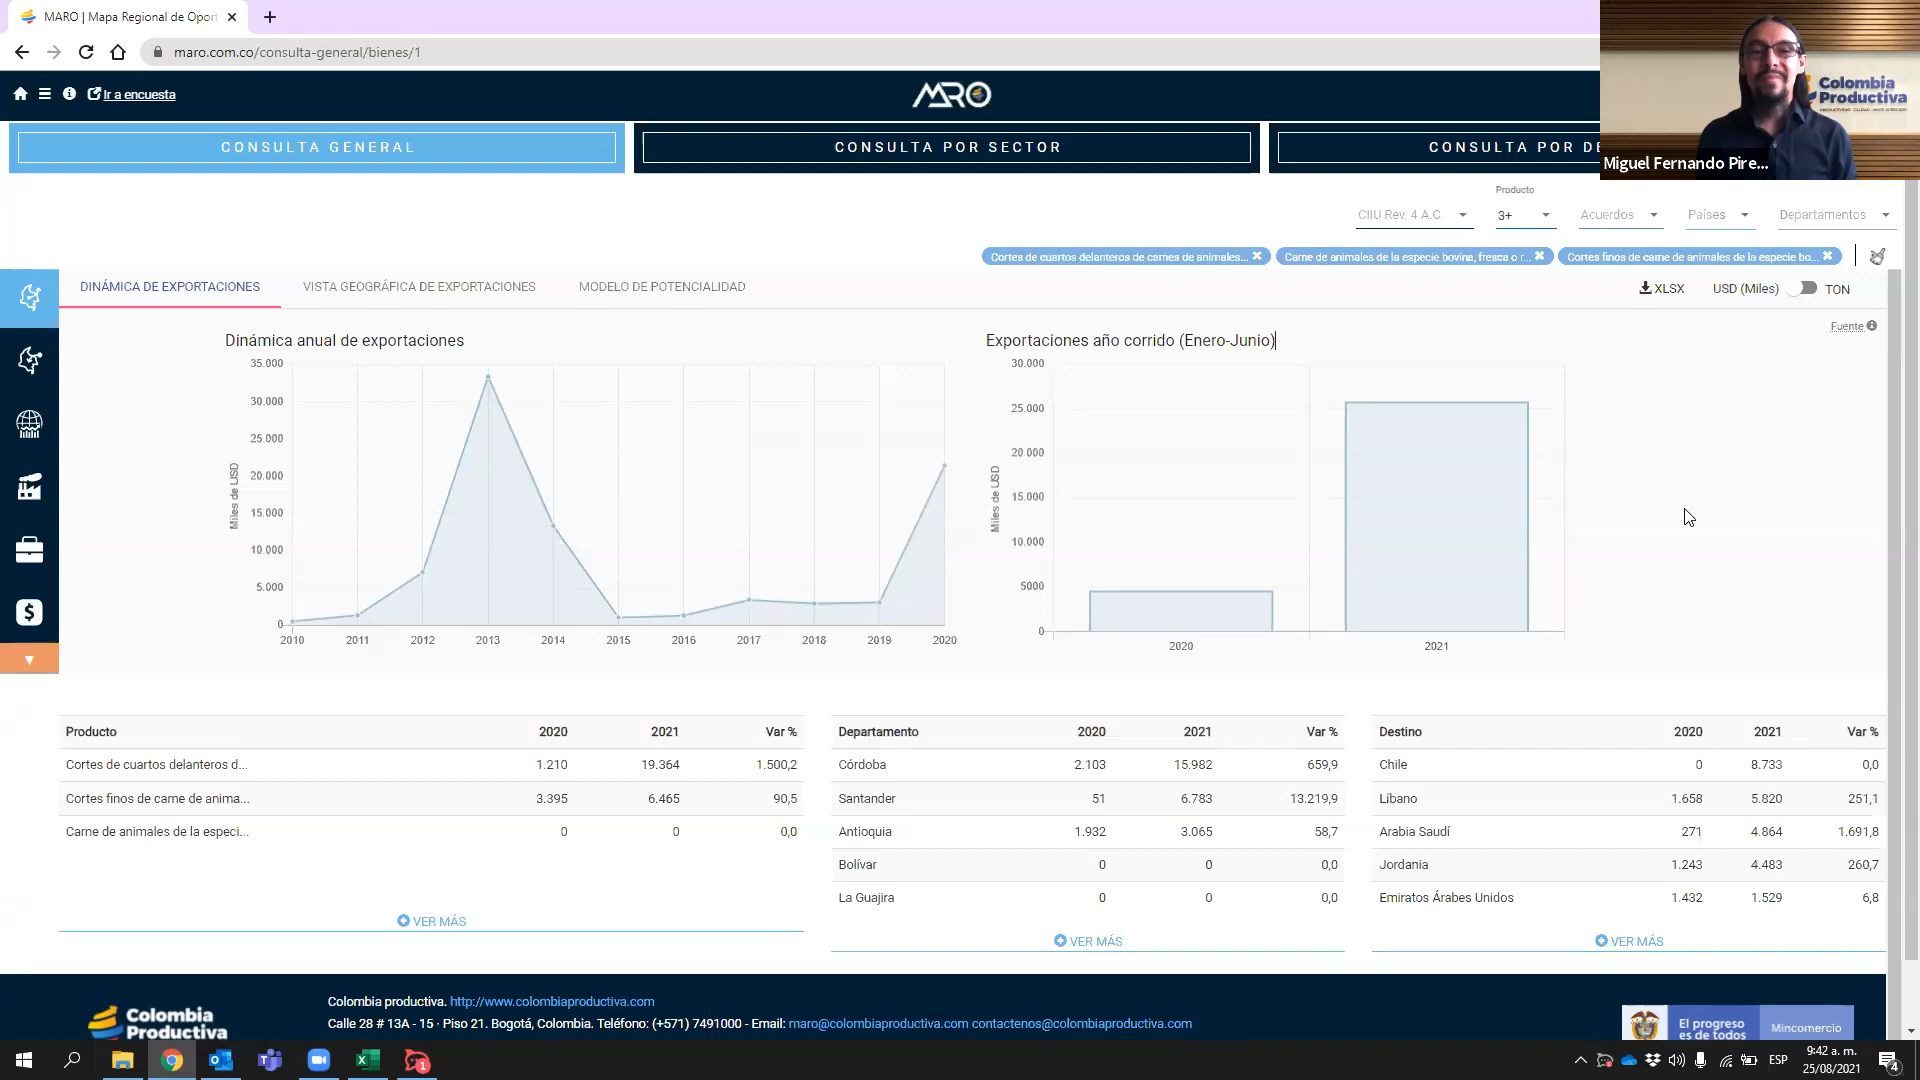 MARO | Mapa Regional de Oport
maro.com.co/consulta-general/bienes/1
Ir a encuesta
MRO
Colombia
Productiva
Miguel Fernando Pire...
CONSULTA GENERAL
CONSULTA POR SECTOR
CONSULTA POR DE
Producto
CIIU Rev. 4 A.C.
3+
Acuerdos
Países
Departamentos
Cortes de cuartos delanteros de carnes de animales...
Carne de animales de la especie bovina, fresca o r...
Cortes finos de carne de animales de la especie bo...
DINÁMICA DE EXPORTACIONES
VISTA GEOGRÁFICA DE EXPORTACIONES
MODELO DE POTENCIALIDAD
XLSX
USD (Miles)
TON
Fuente
Dinámica anual de exportaciones
Miles de USD
35.000
30.000
25.000
20.000
15.000
10.000
5.000
0
2010 2011 2012 2013 2014 2015 2016 2017 2018 2019 2020
Exportaciones año corrido (Enero-Junio)
Miles de USD
30.000
25.000
20.000
15.000
10.000
5000
0
2020 2021
Producto 2020 2021 Var %
Cortes de cuartos delanteros d... 1.210 19.364 1.500,2
Cortes finos de carne de anima... 3.395 6.465 90,5
Carne de animales de la especi... 0 0 0,0
VER MÁS
Departamento 2020 2021 Var %
Córdoba 2.103 15.982 659,9
Santander 51 6.783 13.219,9
Antioquia 1.932 3.065 58,7
Bolívar 0 0 0,0
La Guajira 0 0 0,0
VER MÁS
Destino 2020 2021 Var %
Chile 0 8.733 0,0
Líbano 1.658 5.820 251,1
Arabia Saudí 271 4.864 1.691,8
Jordania 1.243 4.483 260,7
Emiratos Árabes Unidos 1.432 1.529 6,8
VER MÁS
Colombia
Productiva
Colombia productiva. http://www.colombiaproductiva.com
Calle 28 # 13A - 15 · Piso 21. Bogotá, Colombia. Teléfono: (+571) 7491000 - Email: maro@colombiaproductiva.com contactenos@colombiaproductiva.com
El progreso
es de todos
Mincomercio
1
ESP
9:42 a. m.
25/08/2021
4